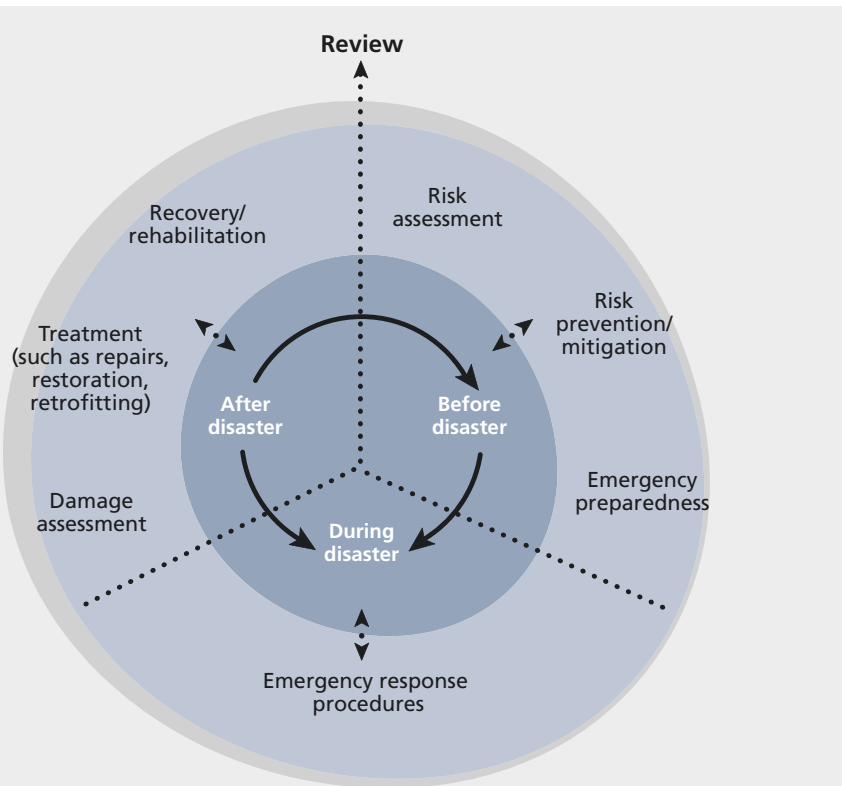 Review
Risk
assessment
Recovery/
rehabilitation
Risk
prevention/
mitigation
Treatment
(such as repairs,
restoration,
retrofitting)
After
disaster
Before
disaster
Emergency
preparedness
Damage
assessment
During
disaster
Emergency response
procedures